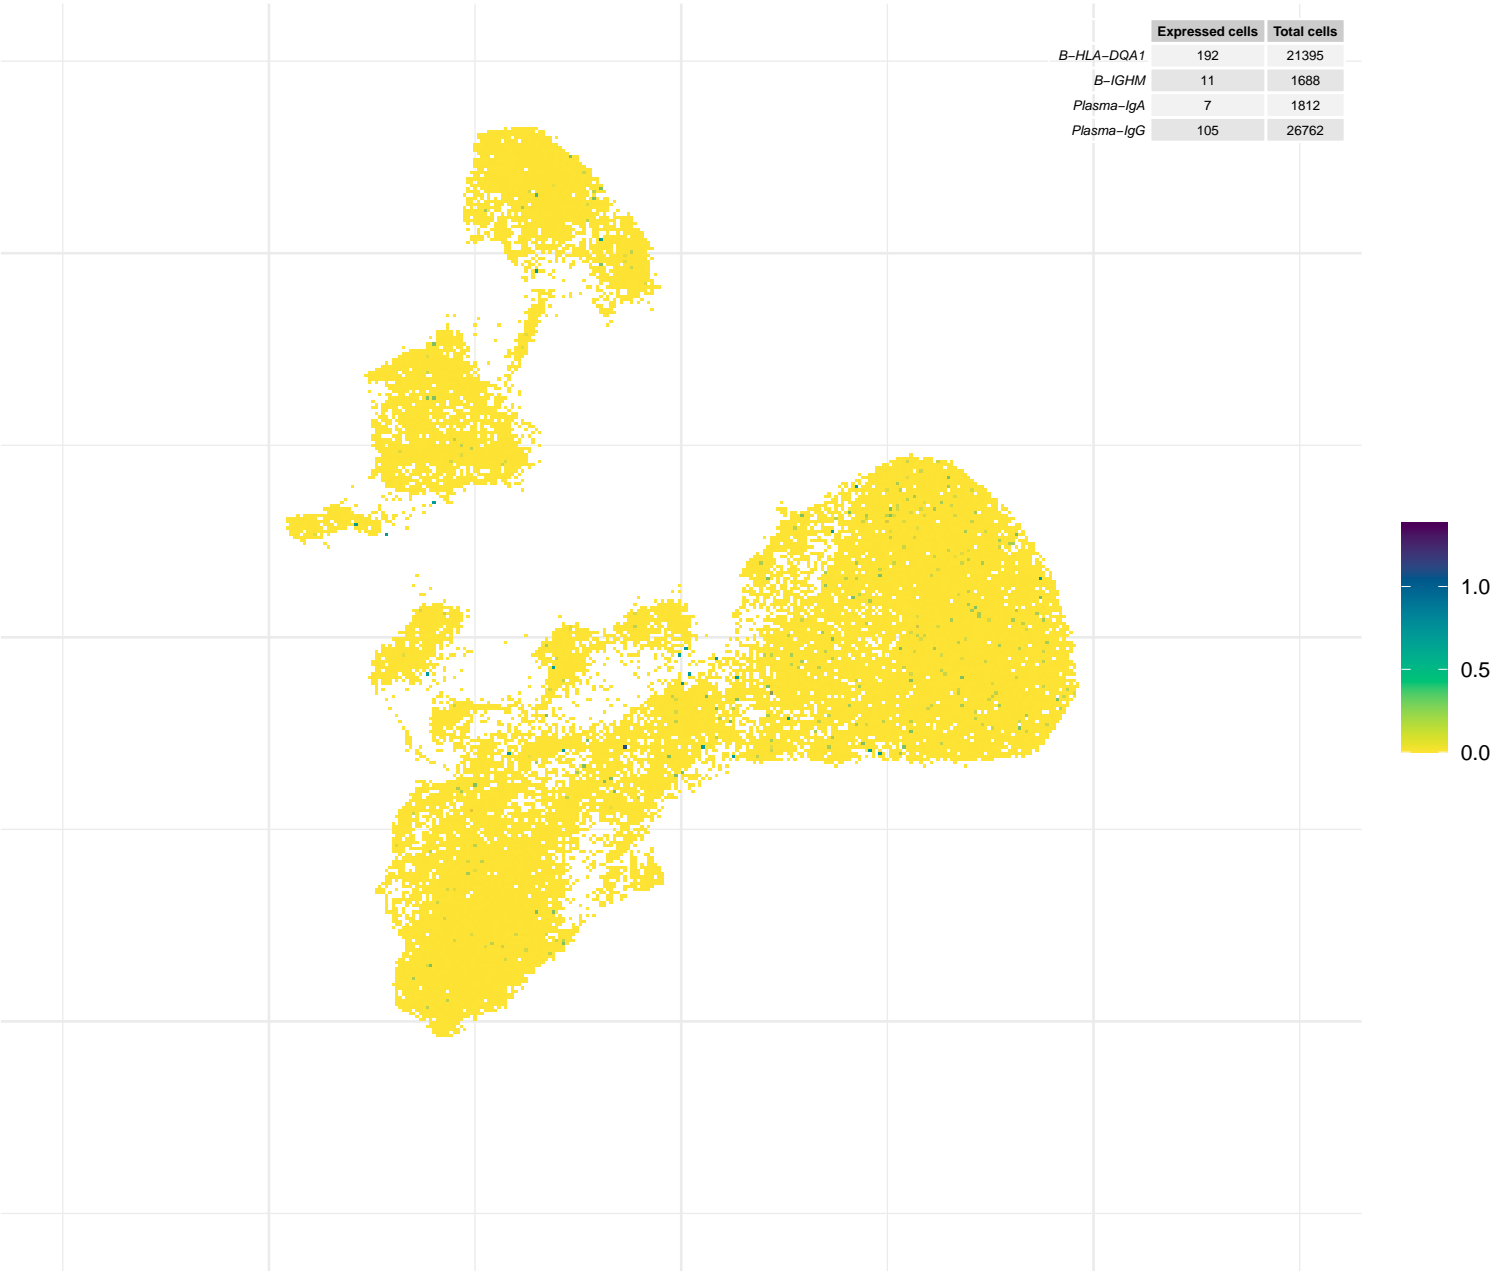 Expressed cells Total cells
B−HLA−DQA1 192 21395
B−IGHM 11 1688
Plasma−IgA 7 1812
Plasma−IgG 105 26762
1.0
0.5
0.0